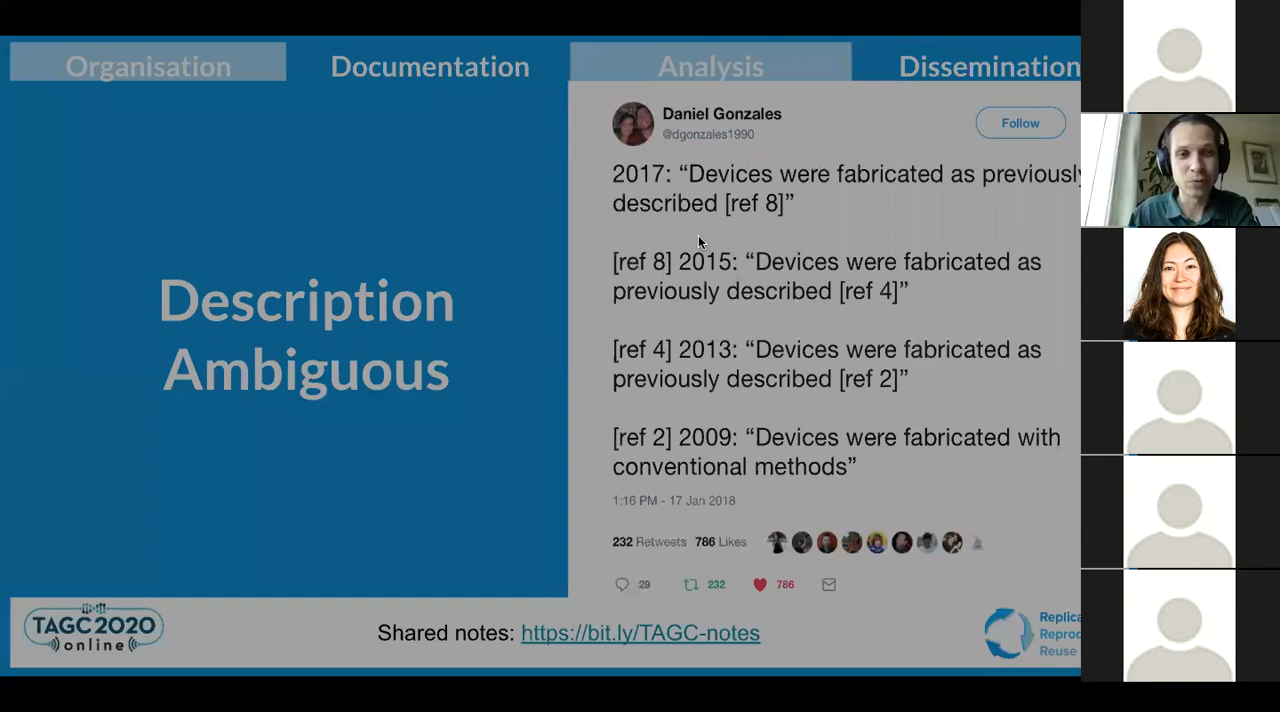 Organisation Documentation Analysis Dissemination
Daniel Gonzales
@dgonzales1990
Follow
2017: “Devices were fabricated as previously
described [ref 8]”
[ref 8] 2015: “Devices were fabricated as
previously described [ref 4]”
[ref 4] 2013: “Devices were fabricated as
previously described [ref 2]”
[ref 2] 2009: “Devices were fabricated with
conventional methods”
1:16 PM - 17 Jan 2018
232 Retweets 786 Likes
29 232 786
Description
Ambiguous
TAGC 2020
online
Shared notes: https://bit.ly/TAGC-notes
Replica
Reprod
Reuse